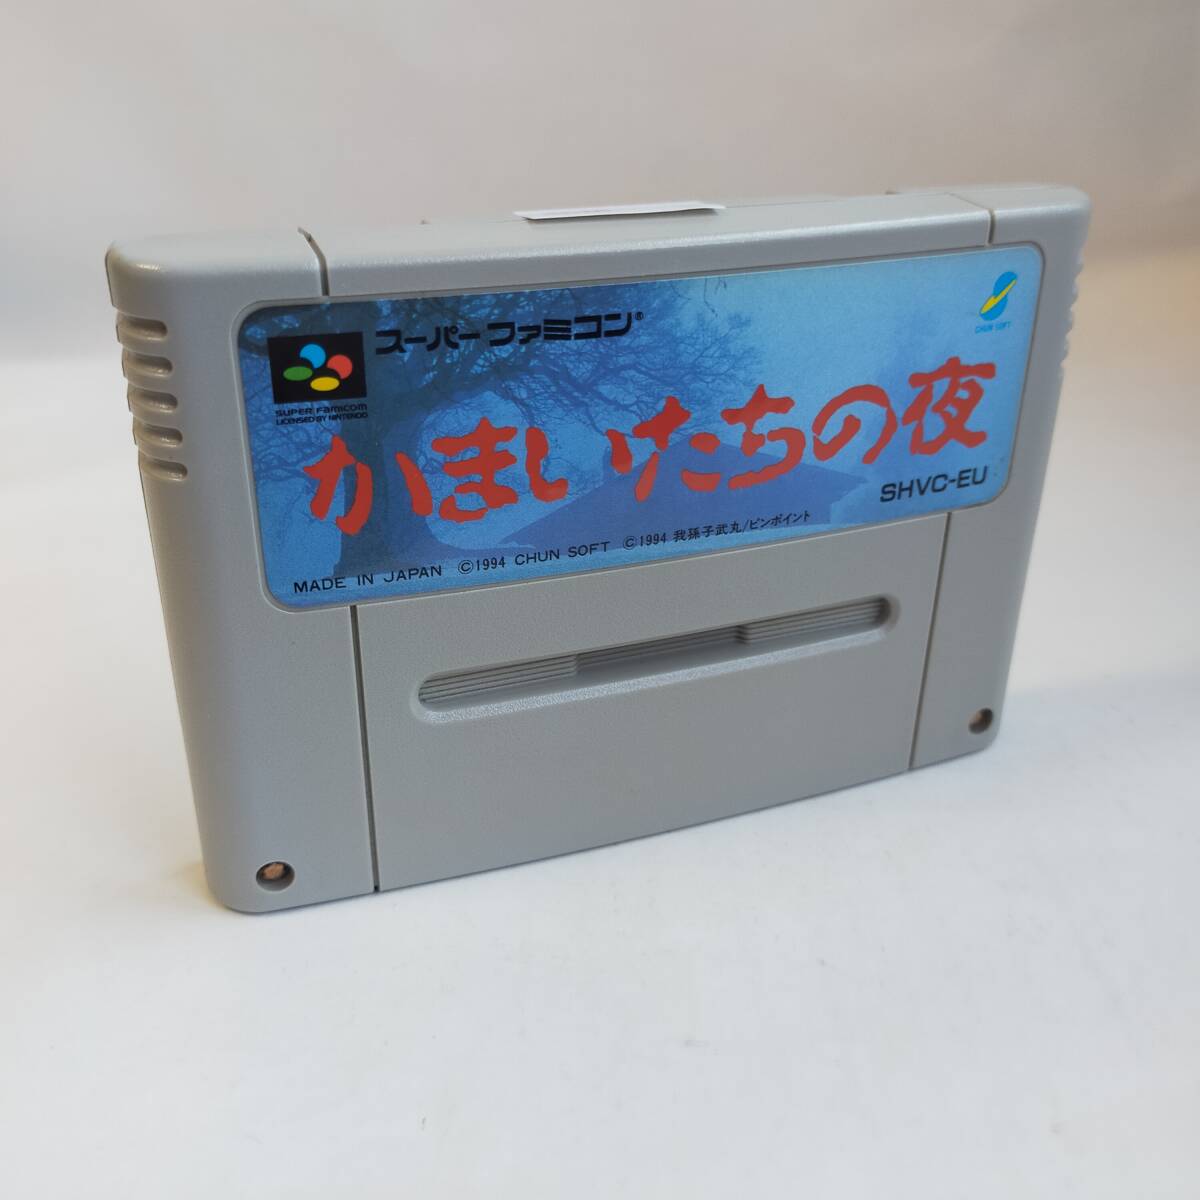 スーパーファミコン®
SUPER FAMICOM
LICENSED BY NINTENDO
CHUN SOFT
かまいたちの夜
SHVC-EU
MADE IN JAPAN ©1994 CHUN SOFT ©1994 我孫子武丸/ピンポイント